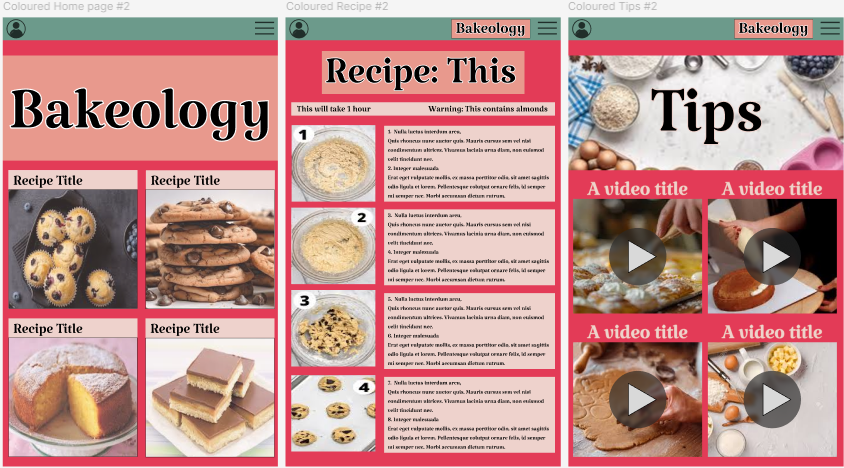 Coloured Home page #2
Bakeology
Recipe Title
Recipe Title
Recipe Title
Recipe Title
Coloured Recipe #2
Bakeology
Recipe: This
This will take 1 hour
Warning: This contains almonds
1
1. Nulla luctus interdum arcu,
Quis rhoncus nunc auctor quis. Mauris cursus sem vel nisi
condimentum ultrices. Vivamus lacinia urna diam, non euismod
velit tincidunt nec.
2. Integer malesuada
Erat eget vulputate mollis, ex massa porttitor odio, sit amet sagittis
odio ligula et lorem. Pellentesque volutpat ornare felis, id semper
mi semper nec. Morbi accumsan dictum rutrum.
2
3. Nulla luctus interdum arcu,
Quis rhoncus nunc auctor quis. Mauris cursus sem vel nisi
condimentum ultrices. Vivamus lacinia urna diam, non euismod
velit tincidunt nec.
4. Integer malesuada
Erat eget vulputate mollis, ex massa porttitor odio, sit amet sagittis
odio ligula et lorem. Pellentesque volutpat ornare felis, id semper
mi semper nec. Morbi accumsan dictum rutrum.
3
5. Nulla luctus interdum arcu,
Quis rhoncus nunc auctor quis. Mauris cursus sem vel nisi
condimentum ultrices. Vivamus lacinia urna diam, non euismod
velit tincidunt nec.
6. Integer malesuada
Erat eget vulputate mollis, ex massa porttitor odio, sit amet sagittis
odio ligula et lorem. Pellentesque volutpat ornare felis, id semper
mi semper nec. Morbi accumsan dictum rutrum.
4
7. Nulla luctus interdum arcu,
Quis rhoncus nunc auctor quis. Mauris cursus sem vel nisi
condimentum ultrices. Vivamus lacinia urna diam, non euismod
velit tincidunt nec.
8. Integer malesuada
Erat eget vulputate mollis, ex massa porttitor odio, sit amet sagittis
odio ligula et lorem. Pellentesque volutpat ornare felis, id semper
mi semper nec. Morbi accumsan dictum rutrum.
Coloured Tips #2
Bakeology
Tips
A video title
A video title
A video title
A video title